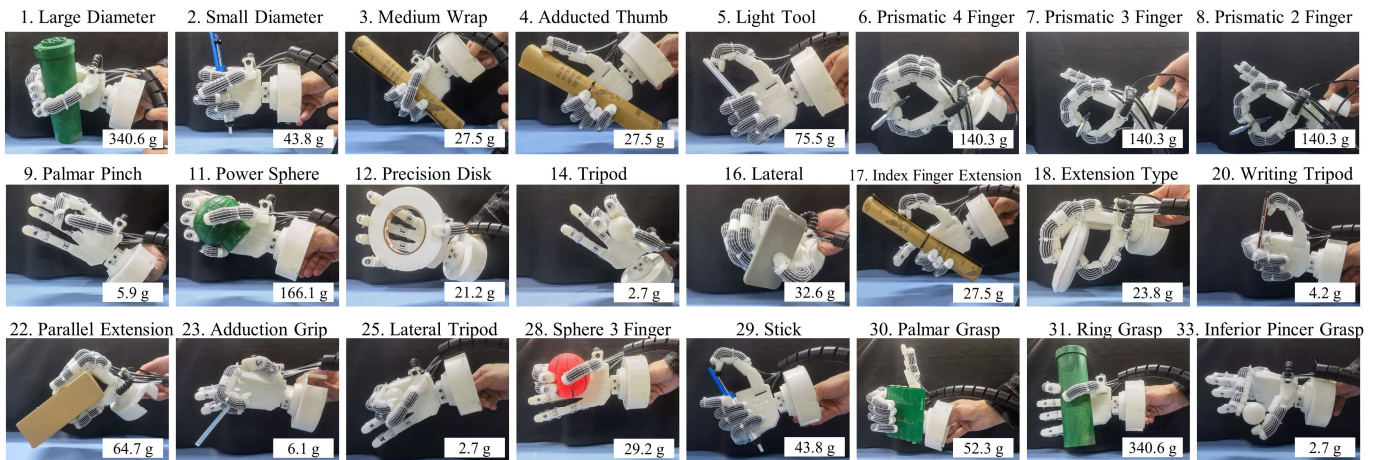 1. Large Diameter
2. Small Diameter
3. Medium Wrap
4. Adducted Thumb
5. Light Tool
6. Prismatic 4 Finger
7. Prismatic 3 Finger
8. Prismatic 2 Finger
340.6 g
43.8 g
27.5 g
27.5 g
75.5 g
140.3 g
140.3 g
140.3 g
9. Palmar Pinch
11. Power Sphere
12. Precision Disk
14. Tripod
16. Lateral
17. Index Finger Extension
18. Extension Type
20. Writing Tripod
5.9 g
166.1 g
21.2 g
2.7 g
32.6 g
27.5 g
23.8 g
4.2 g
22. Parallel Extension
23. Adduction Grip
25. Lateral Tripod
28. Sphere 3 Finger
29. Stick
30. Palmar Grasp
31. Ring Grasp
33. Inferior Pincer Grasp
64.7 g
6.1 g
2.7 g
29.2 g
43.8 g
52.3 g
340.6 g
2.7 g